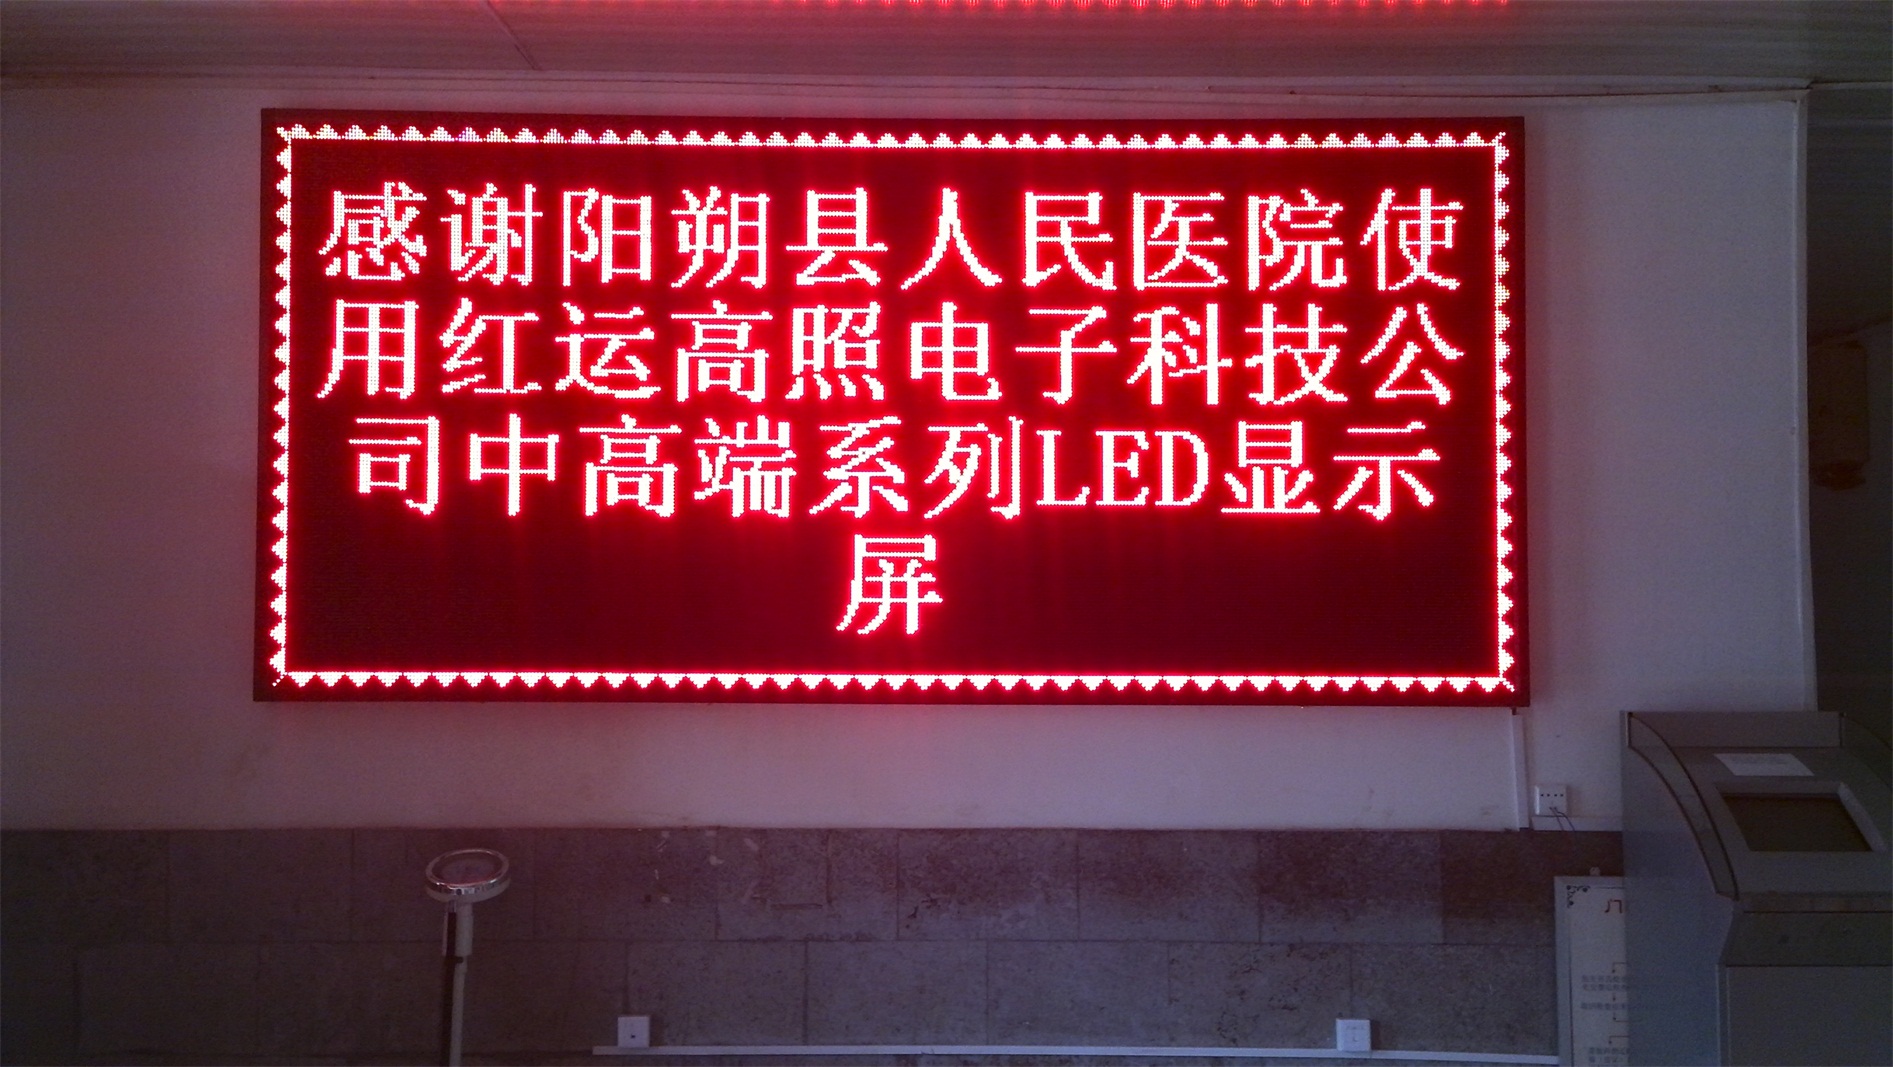 感谢阳朔县人民医院使
用红运高照电子科技公
司中高端系列LED显示
屏